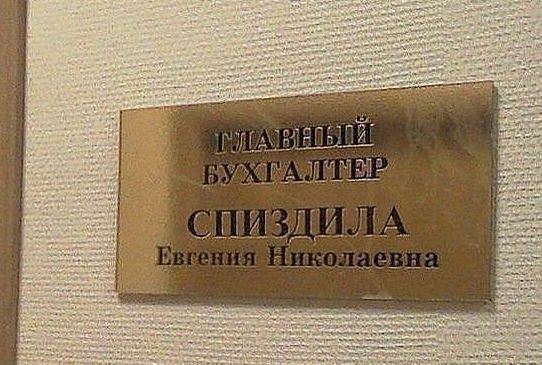 ГЛАВНЫЙ
БУХГАЛТЕР
СПИЗДИЛА
Евгения Николаевна